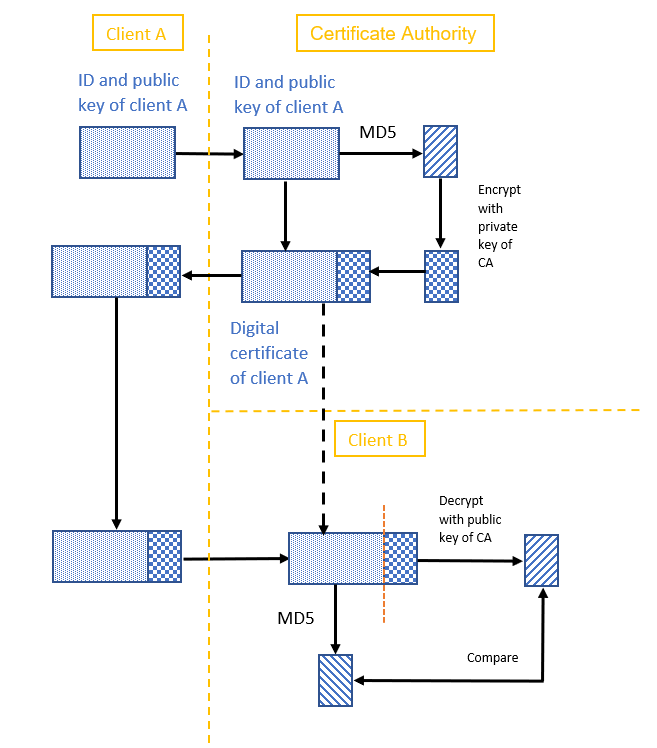 Client A
Certificate Authority
ID and public
key of client A
ID and public
key of client A
MD5
Encrypt
with
private
key of
CA
Digital
certificate
of client A
Client B
Decrypt
with public
key of CA
MD5
Compare